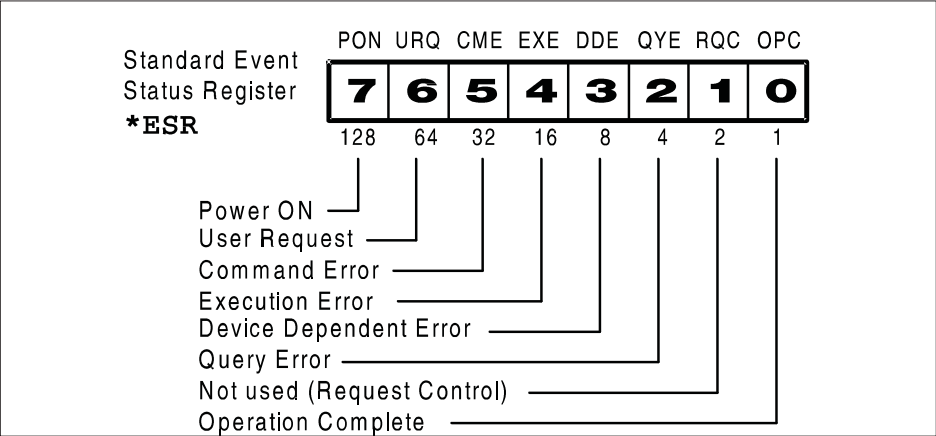 PON URQ CME EXE DDE QYE RQC OPC
Standard Event
Status Register
*ESR
7 6 5 4 3 2 1 0
128 64 32 16 8 4 2 1
Power ON
User Request
Command Error
Execution Error
Device Dependent Error
Query Error
Not used (Request Control)
Operation Complete